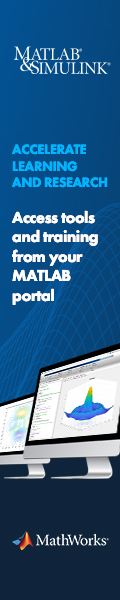 MATLAB®
&SIMULINK®
ACCELERATE
LEARNING
AND RESEARCH
Access tools
and training
from your
MATLAB
portal
MathWorks®